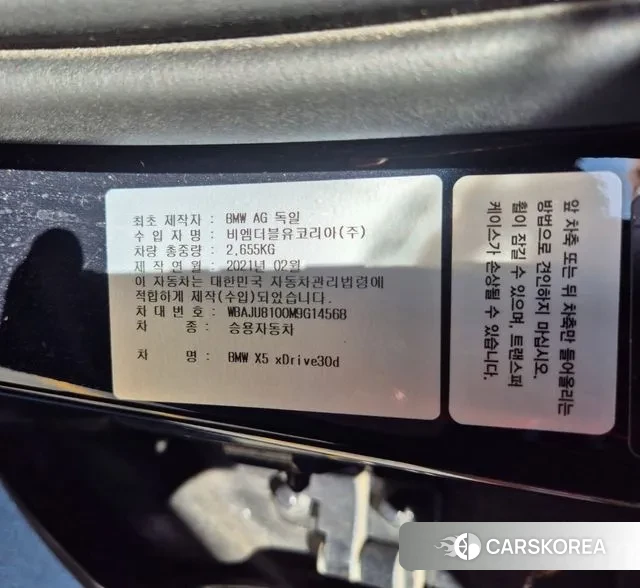 최초 제작자 : BMW AG 독일
수 입 자 명 : 비엠더블유코리아(주)
차량 총중량 : 2,655KG
제 작 연 월 : 2021년 02월
이 자동차는 대한민국 자동차관리법령에
적합하게 제작(수입)되었습니다.
차 대 번 호 : WBAJU8100M9G14568
차 종 : 승용자동차
차 명 : BMW X5 xDrive30d
앞 차축 또는 뒤 차축만 들어올리는
방법으로 견인하지 마십시오.
휠이 잠길 수 있으며, 트랜스퍼
케이스가 손상될 수 있습니다.
CARSKOREA